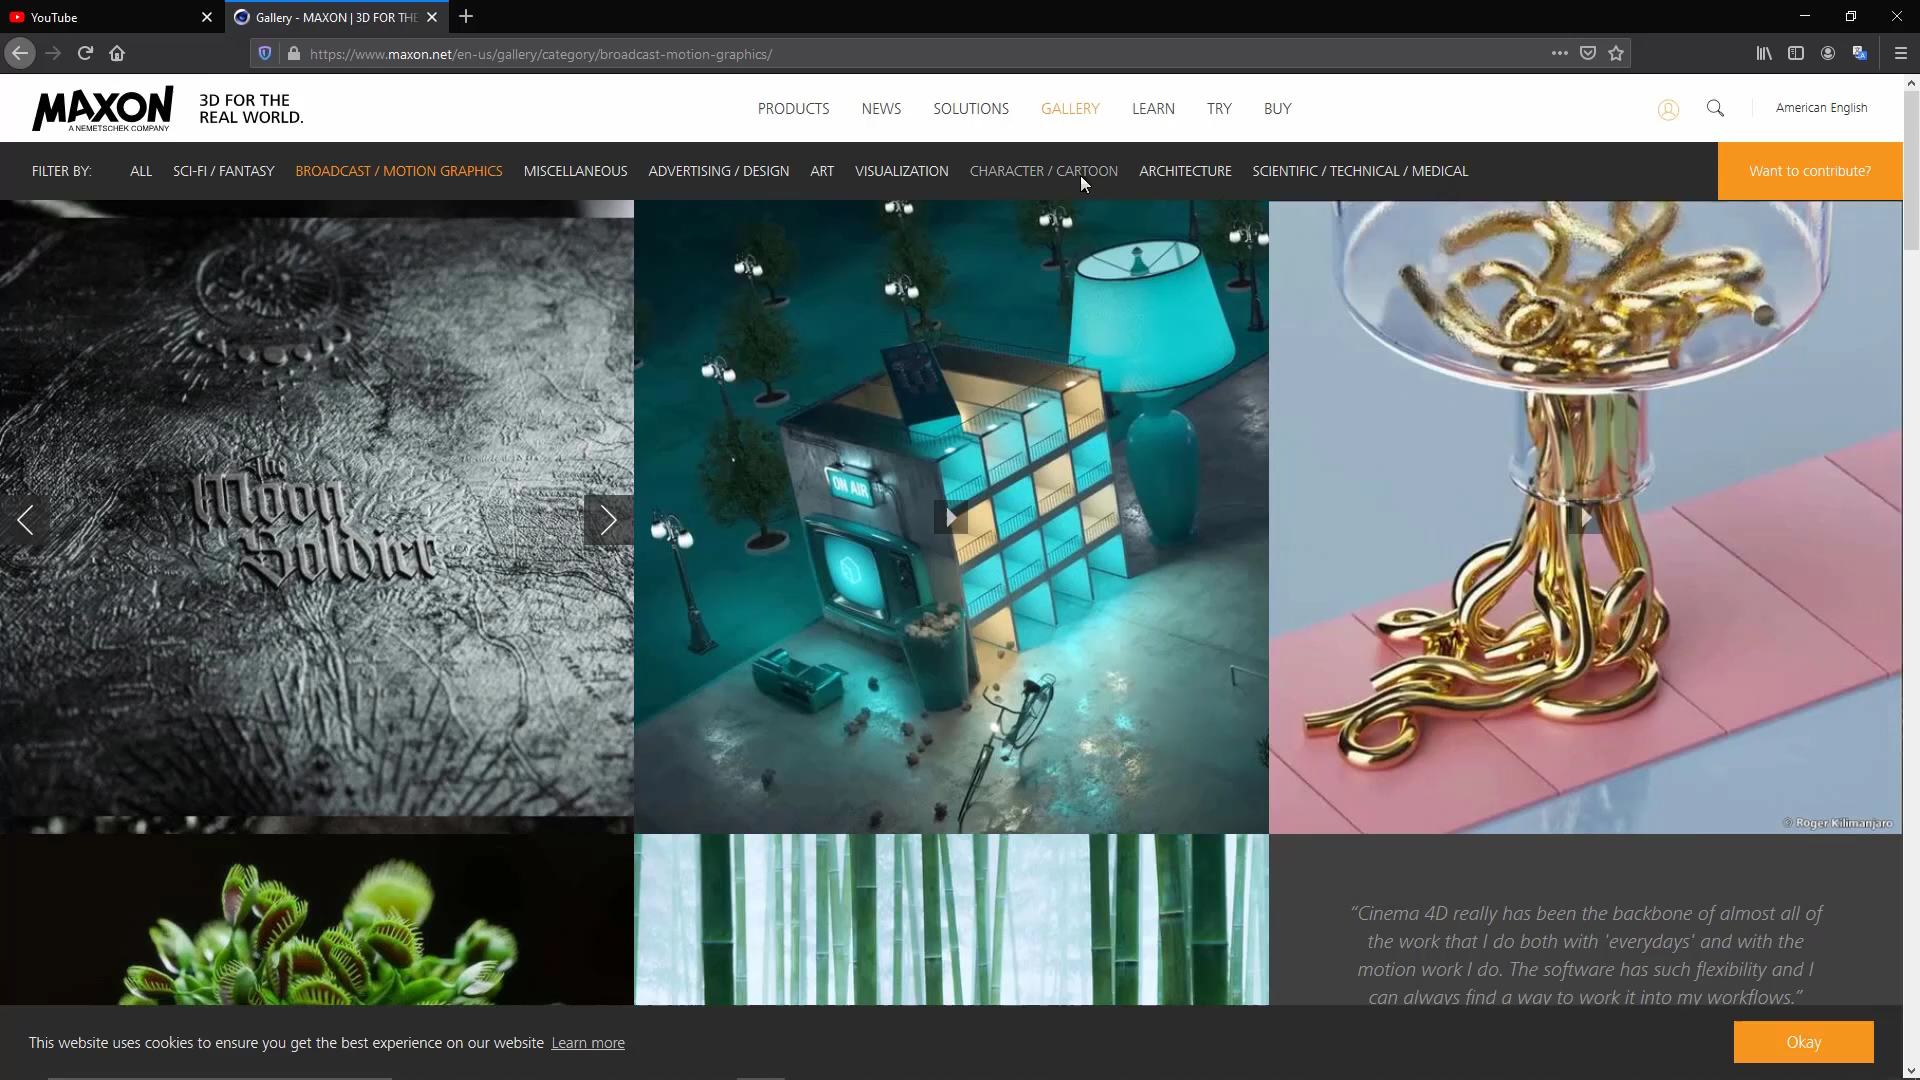 YouTube
Gallery - MAXON | 3D FOR THE
https://www.maxon.net/en-us/gallery/category/broadcast-motion-graphics/
MAXON
A NEMETSCHEK COMPANY
3D FOR THE
REAL WORLD.
PRODUCTS NEWS SOLUTIONS GALLERY LEARN TRY BUY
American English
FILTER BY: ALL SCI-FI / FANTASY BROADCAST / MOTION GRAPHICS MISCELLANEOUS ADVERTISING / DESIGN ART VISUALIZATION CHARACTER / CARTOON ARCHITECTURE SCIENTIFIC / TECHNICAL / MEDICAL
Want to contribute?
The
Moon
Soldier
ON AIR
© Roger Kilimanjaro
“Cinema 4D really has been the backbone of almost all of
the work that I do both with 'everydays' and with the
motion work I do. The software has such flexibility and I
can always find a way to work it into my workflows.”
This website uses cookies to ensure you get the best experience on our website Learn more
Okay